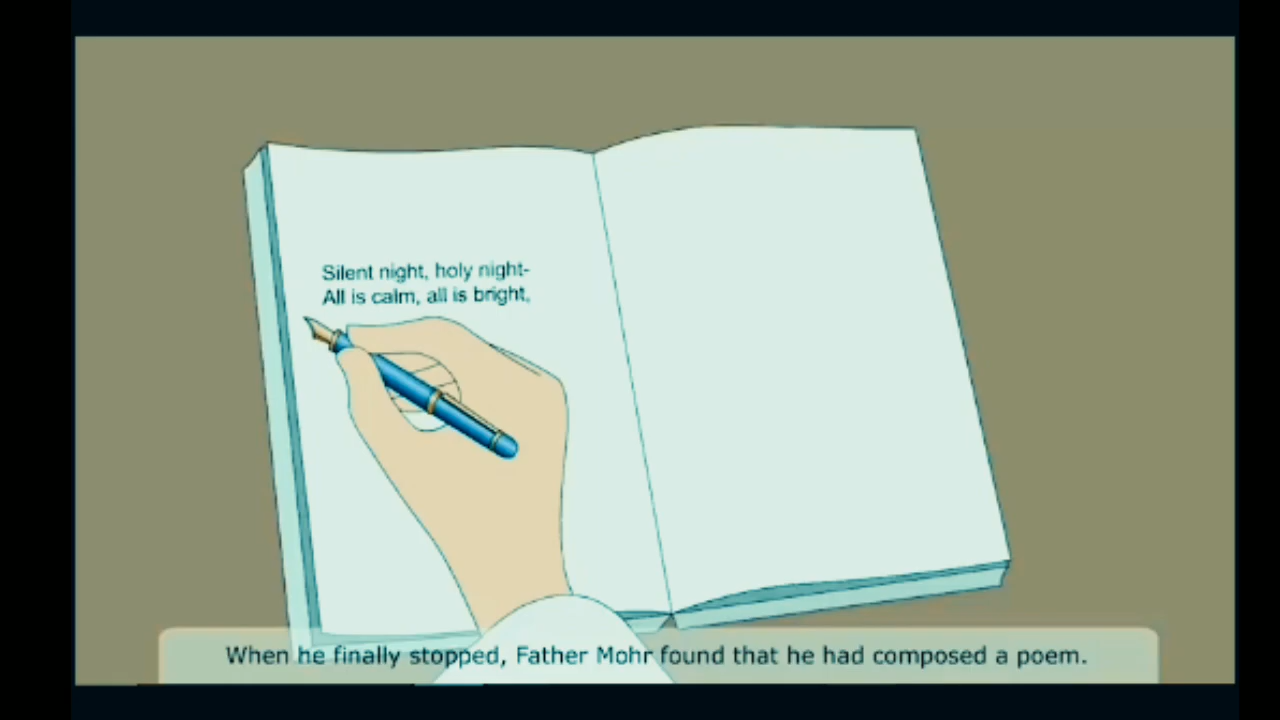 Silent night, holy night-
All is calm, all is bright,
When he finally stopped, Father Mohr found that he had composed a poem.